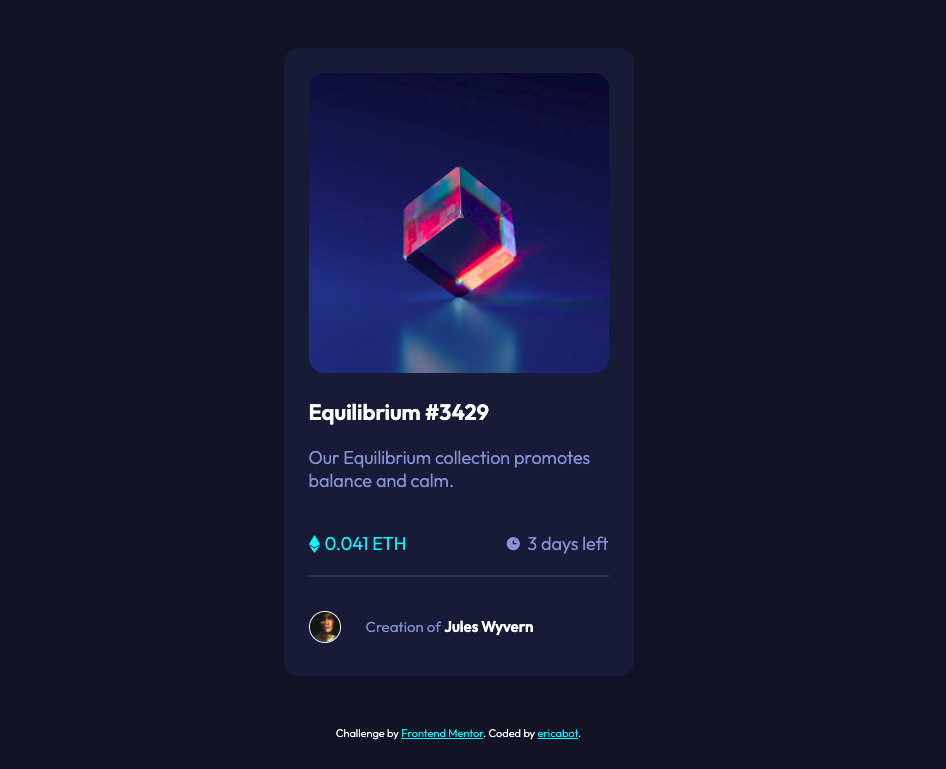 Equilibrium #3429
Our Equilibrium collection promotes
balance and calm.
0.041 ETH
3 days left
Creation of Jules Wyvern
Challenge by Frontend Mentor. Coded by ericabot.